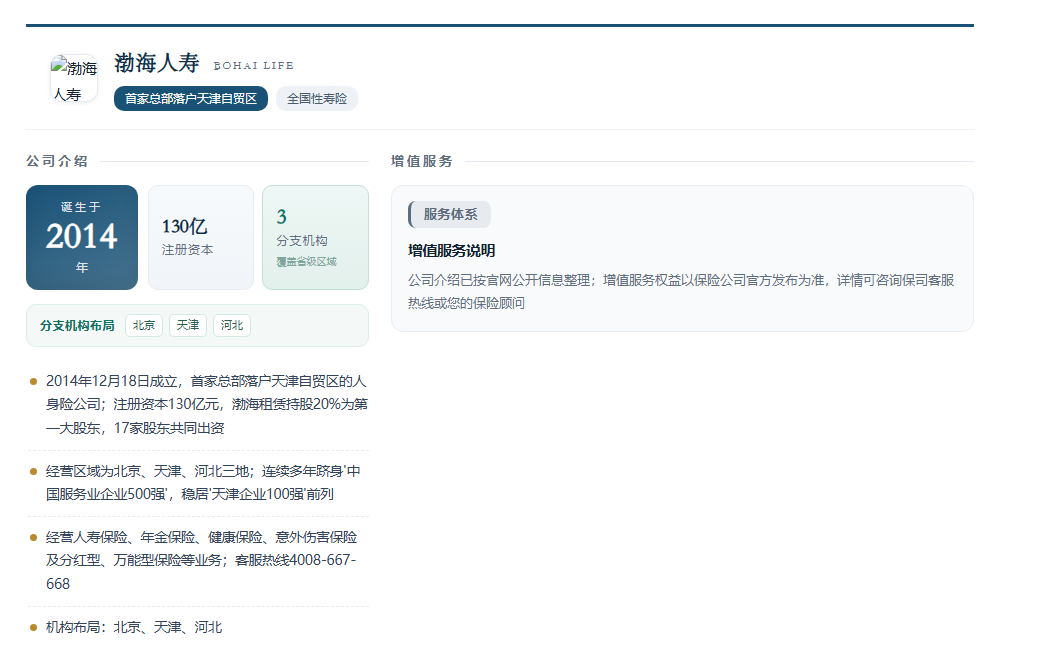 渤海
人寿
渤海人寿 BOHAI LIFE
首家总部落户天津自贸区 全国性寿险
公司介绍
诞生于
2014
年
130亿
注册资本
3
分支机构
覆盖省级区域
分支机构布局 北京 天津 河北
2014年12月18日成立，首家总部落户天津自贸区的人
身险公司；注册资本130亿元，渤海租赁持股20%为第
一大股东，17家股东共同出资
经营区域为北京、天津、河北三地；连续多年跻身'中
国服务业企业500强'，稳居'天津企业100强'前列
经营人寿保险、年金保险、健康保险、意外伤害保险
及分红型、万能型保险等业务；客服热线4008-667-
668
机构布局：北京、天津、河北
增值服务
服务体系
增值服务说明
公司介绍已按官网公开信息整理；增值服务权益以保险公司官方发布为准，详情可咨询保司客服
热线或您的保险顾问